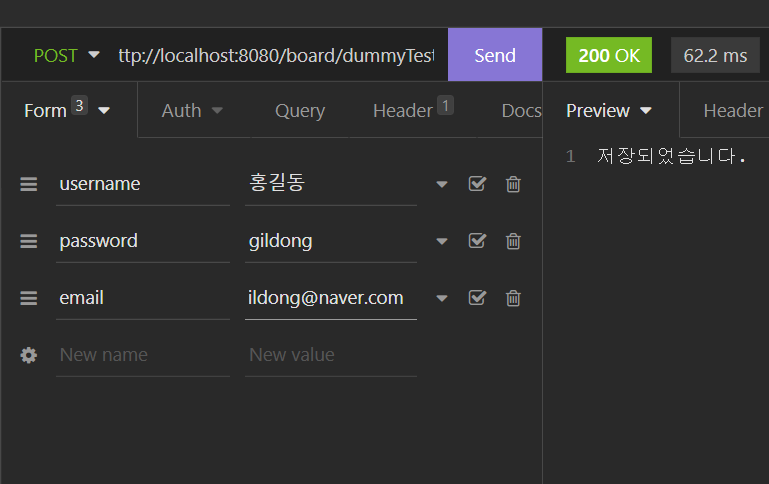 POST ttp://localhost:8080/board/dummyTest Send 200 OK 62.2 ms
Form 3 Auth Query Header 1 Docs Preview Header
1 저장되었습니다.
username 홍길동
password gildong
email ildong@naver.com
New name New value